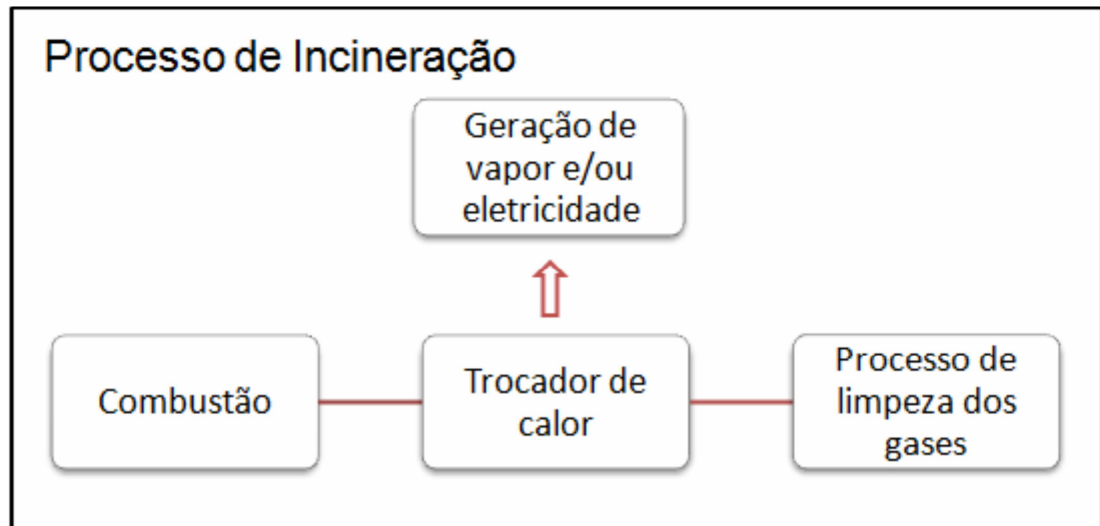 Processo de Incineração
Geração de
vapor e/ou
eletricidade
Combustão
Trocador de
calor
Processo de
limpeza dos
gases